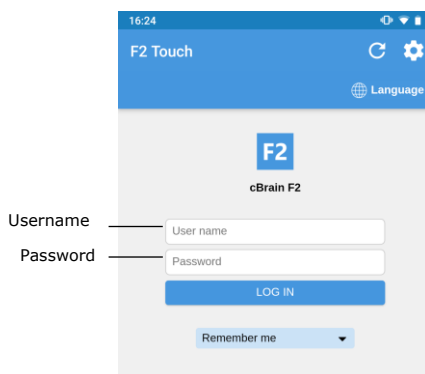 16:24
F2 Touch
Language
F2
cBrain F2
Username
User name
Password
Password
LOG IN
Remember me